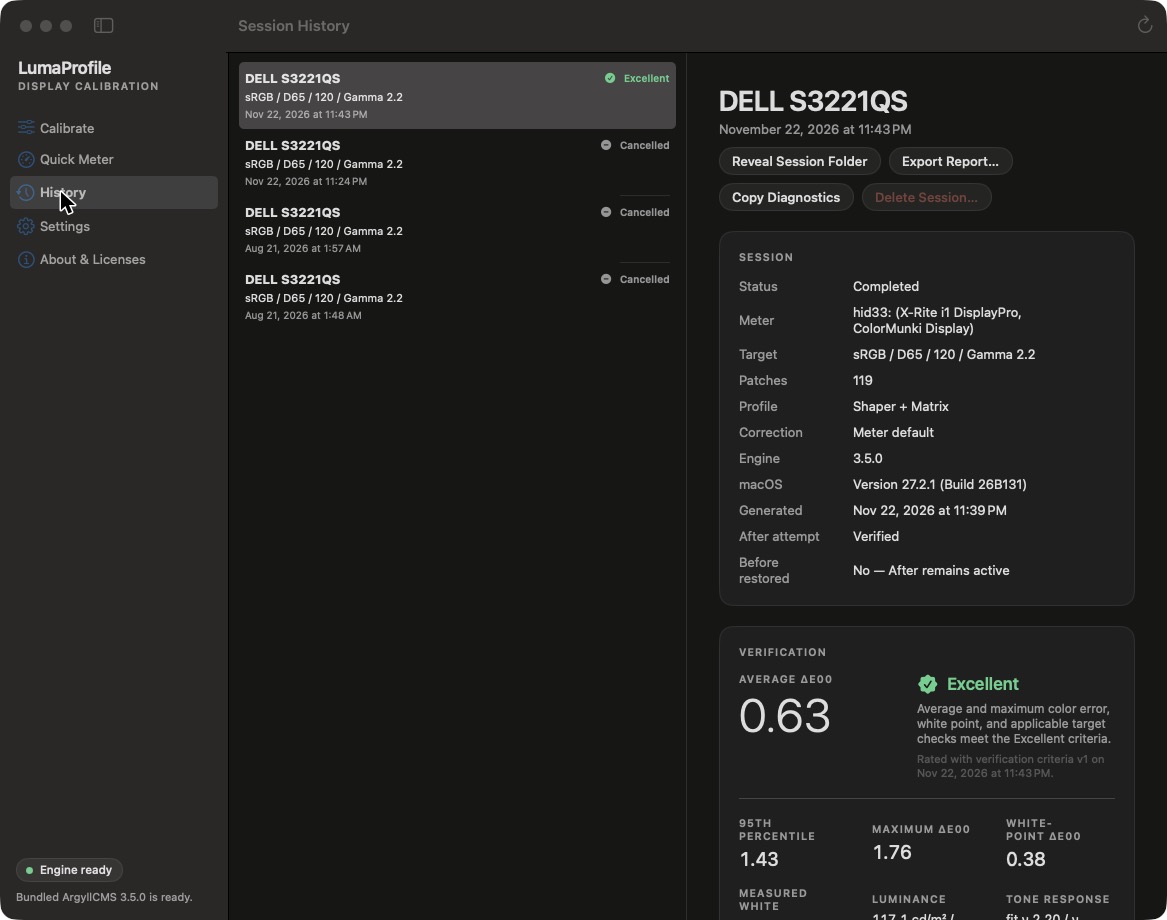 Session History
LumaProfile
DISPLAY CALIBRATION
Calibrate
Quick Meter
History
Settings
About & Licenses
Engine ready
Bundled ArgyllCMS 3.5.0 is ready.
DELL S3221QS
Excellent
sRGB / D65 / 120 / Gamma 2.2
Nov 22, 2026 at 11:43 PM
DELL S3221QS
Cancelled
sRGB / D65 / 120 / Gamma 2.2
Nov 22, 2026 at 11:24 PM
DELL S3221QS
Cancelled
sRGB / D65 / 120 / Gamma 2.2
Aug 21, 2026 at 1:57 AM
DELL S3221QS
Cancelled
sRGB / D65 / 120 / Gamma 2.2
Aug 21, 2026 at 1:48 AM
DELL S3221QS
November 22, 2026 at 11:43 PM
Reveal Session Folder
Export Report...
Copy Diagnostics
Delete Session...
SESSION
Status
Completed
Meter
hid33: (X-Rite i1 DisplayPro,
ColorMunki Display)
Target
sRGB / D65 / 120 / Gamma 2.2
Patches
119
Profile
Shaper + Matrix
Correction
Meter default
Engine
3.5.0
macOS
Version 27.2.1 (Build 26B131)
Generated
Nov 22, 2026 at 11:39 PM
After attempt
Verified
Before
restored
No — After remains active
VERIFICATION
AVERAGE ΔE00
0.63
Excellent
Average and maximum color error,
white point, and applicable target
checks meet the Excellent criteria.
Rated with verification criteria v1 on
Nov 22, 2026 at 11:43 PM.
95TH
PERCENTILE
1.43
MAXIMUM ΔE00
1.76
WHITE-
POINT ΔE00
0.38
MEASURED
WHITE
LUMINANCE
117.1 cd/m² /
TONE RESPONSE
fit γ 2.20 / γ